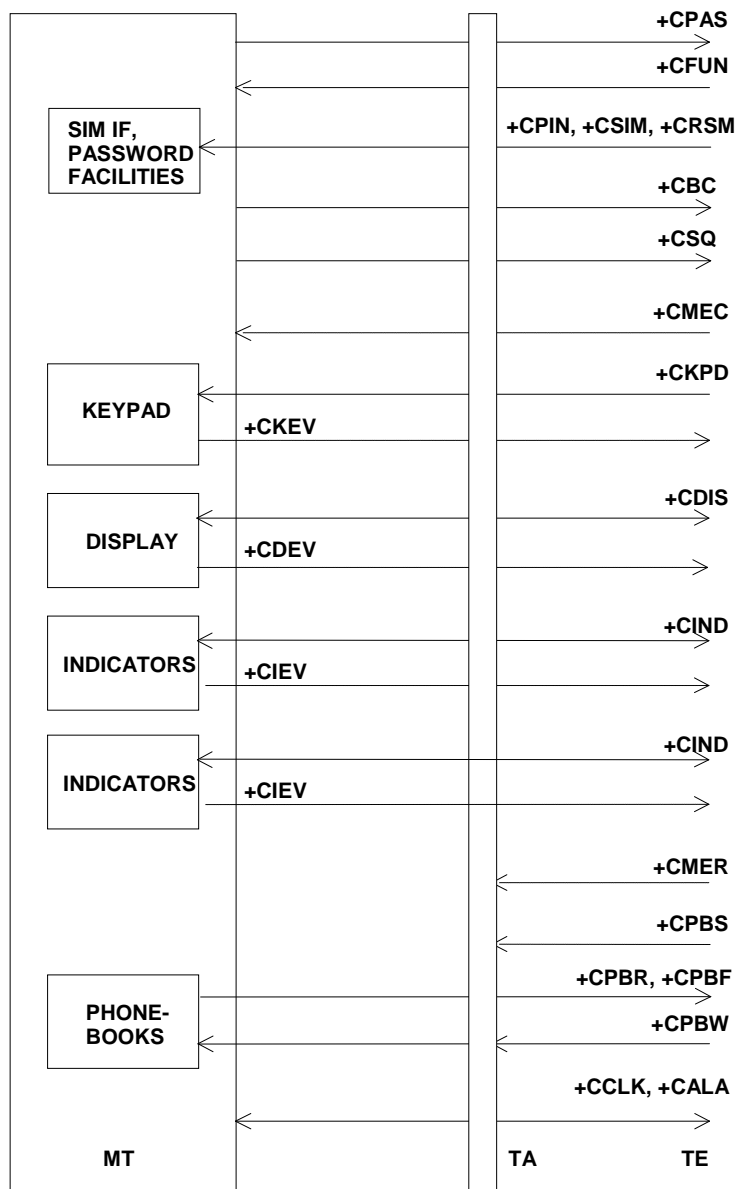 +CPAS
+CFUN
SIM IF,
PASSWORD
FACILITIES
+CPIN, +CSIM, +CRSM
+CBC
+CSQ
+CMEC
+CKPD
KEYPAD
+CKEV
+CDIS
DISPLAY
+CDEV
+CIND
INDICATORS
+CIEV
+CIND
INDICATORS
+CIEV
+CMER
+CPBS
+CPBR, +CPBF
PHONE-
BOOKS
+CPBW
+CCLK, +CALA
MT
TA
TE